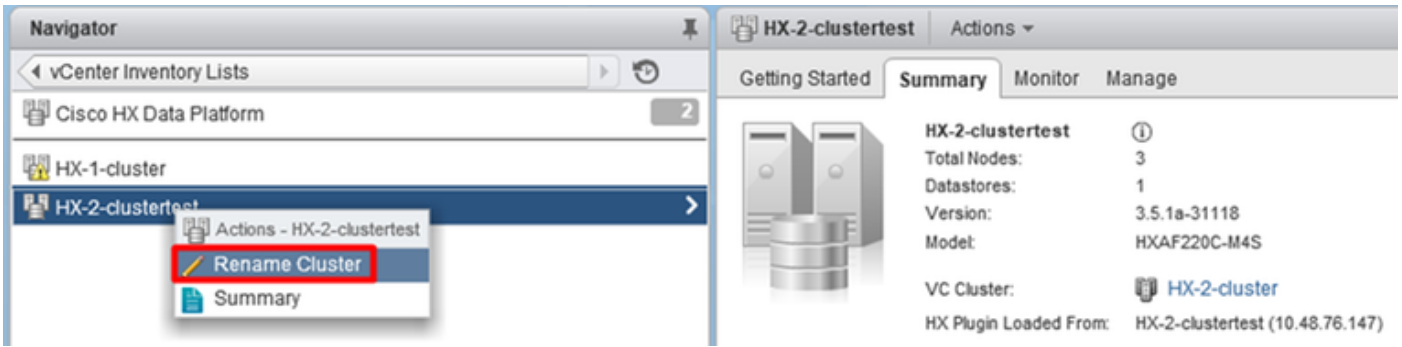 Navigator
vCenter Inventory Lists
Cisco HX Data Platform 2
HX-1-cluster
HX-2-clustertest
Actions - HX-2-clustertest
Rename Cluster
Summary
HX-2-clustertest Actions
Getting Started Summary Monitor Manage
HX-2-clustertest
Total Nodes: 3
Datastores: 1
Version: 3.5.1a-31118
Model: HXAF220C-M4S
VC Cluster: HX-2-cluster
HX Plugin Loaded From: HX-2-clustertest (10.48.76.147)